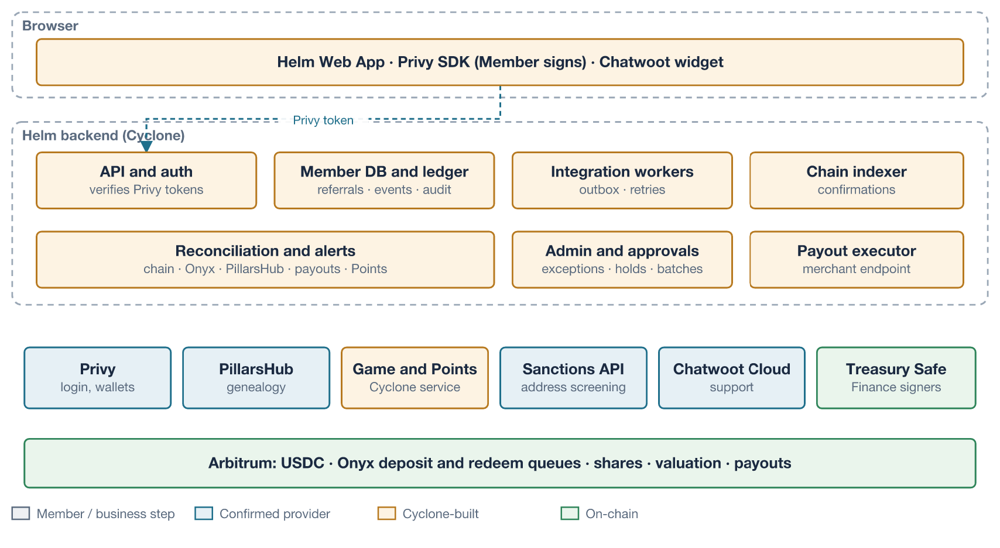 Browser
Helm Web App · Privy SDK (Member signs) · Chatwoot widget
Privy token
Helm backend (Cyclone)
API and auth
verifies Privy tokens
Member DB and ledger
referrals · events · audit
Integration workers
outbox · retries
Chain indexer
confirmations
Reconciliation and alerts
chain · Onyx · PillarsHub · payouts · Points
Admin and approvals
exceptions · holds · batches
Payout executor
merchant endpoint
Privy
login, wallets
PillarsHub
genealogy
Game and Points
Cyclone service
Sanctions API
address screening
Chatwoot Cloud
support
Treasury Safe
Finance signers
Arbitrum: USDC · Onyx deposit and redeem queues · shares · valuation · payouts
Member / business step
Confirmed provider
Cyclone-built
On-chain